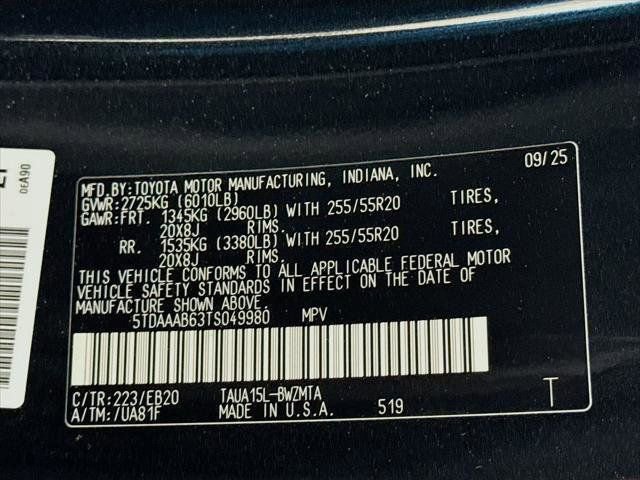 0EA90
MFD.BY:TOYOTA MOTOR MANUFACTURING, INDIANA, INC. 09/25
GVWR:2725KG (6010LB)
GAWR:FRT. 1345KG (2960LB) WITH 255/55R20 TIRES,
20X8J RIMS.
RR. 1535KG (3380LB) WITH 255/55R20 TIRES,
20X8J RIMS.
THIS VEHICLE CONFORMS TO ALL APPLICABLE FEDERAL MOTOR
VEHICLE SAFETY STANDARDS IN EFFECT ON THE DATE OF
MANUFACTURE SHOWN ABOVE.
5TDAAAB63TS049980 MPV
C/TR:223/EB20 TAUA15L-BWZMTA
A/TM:/UA81F MADE IN U.S.A. 519 T